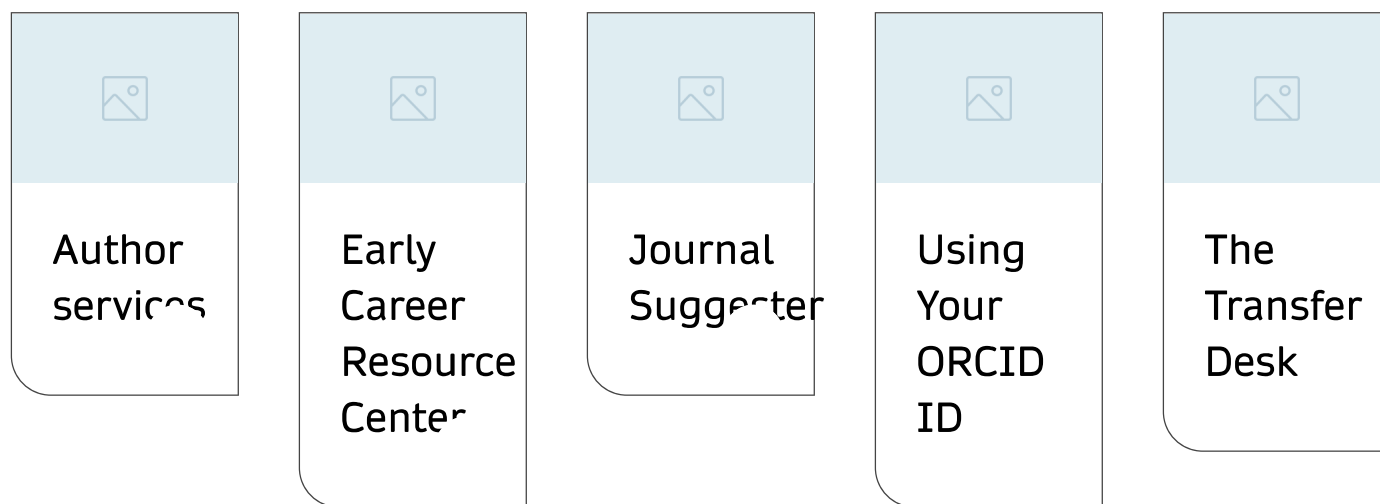 Author
services
Early
Career
Resource
Center
Journal
Suggester
Using
Your
ORCID
ID
The
Transfer
Desk